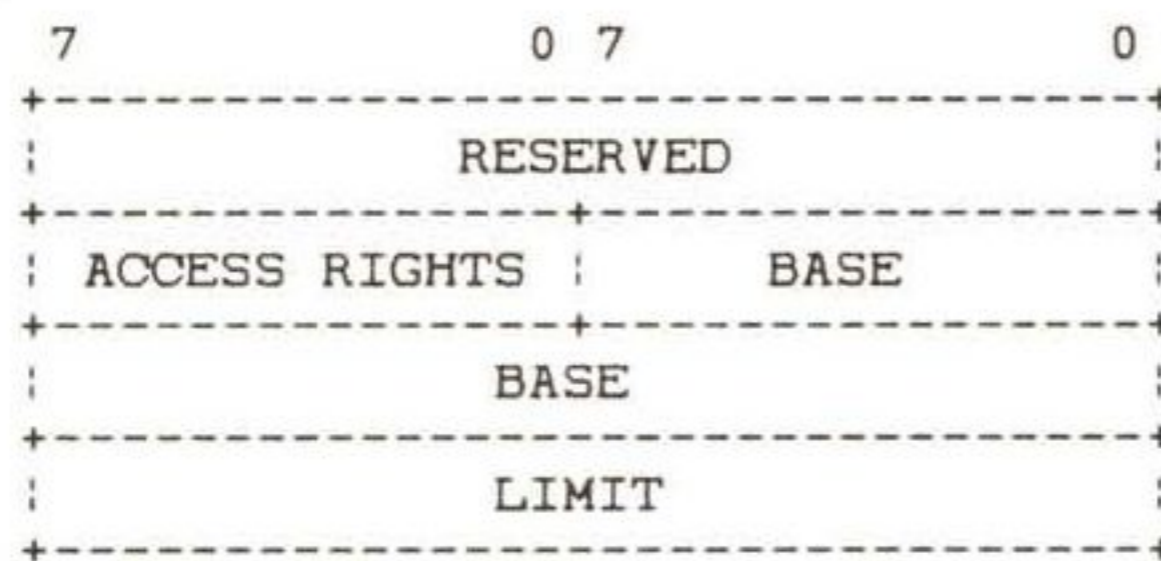 7 0 7 0
RESERVED
ACCESS RIGHTS BASE
BASE
LIMIT